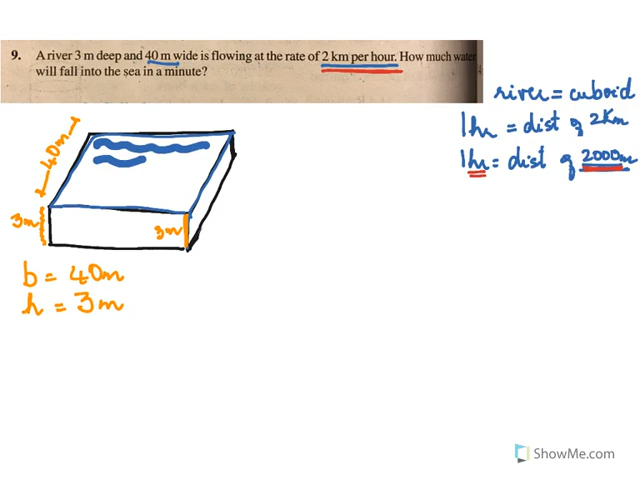 9. A river 3 m deep and 40 m wide is flowing at the rate of 2 km per hour. How much water
will fall into the sea in a minute?
river = cuboid
1hr = dist of 2Km
1hr = dist of 2000m
40m
3m
3m
b = 40m
h = 3m
ShowMe.com